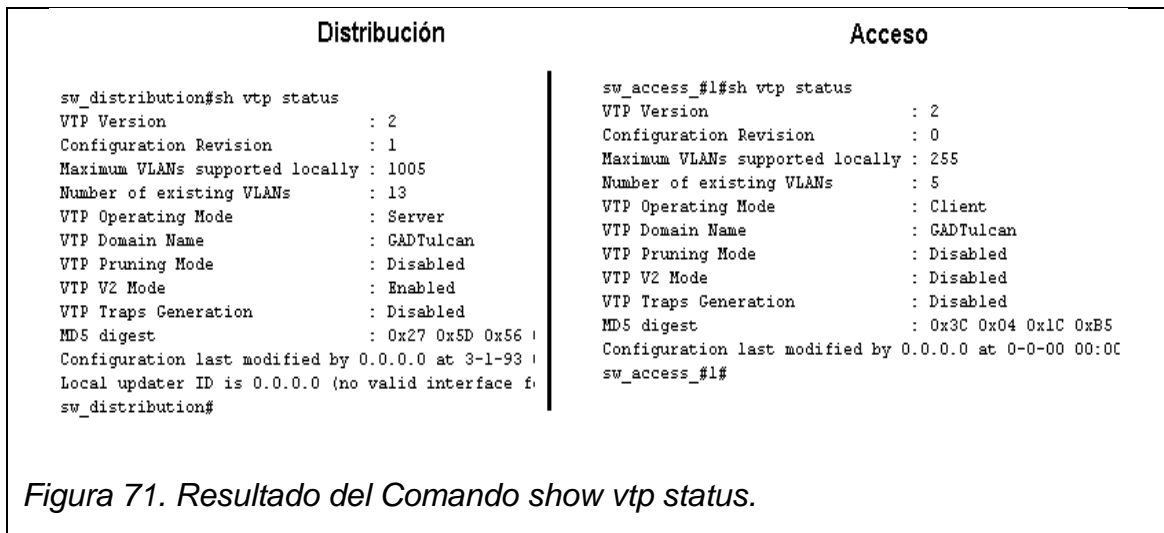 Distribución
sw_distribution#sh vtp status
VTP Version : 2
Configuration Revision : 1
Maximum VLANs supported locally : 1005
Number of existing VLANs : 13
VTP Operating Mode : Server
VTP Domain Name : GADTulcan
VTP Pruning Mode : Disabled
VTP V2 Mode : Enabled
VTP Traps Generation : Disabled
MD5 digest : 0x27 0x5D 0x56
Configuration last modified by 0.0.0.0 at 3-1-93
Local updater ID is 0.0.0.0 (no valid interface
sw_distribution#
Acceso
sw_access_#1#sh vtp status
VTP Version : 2
Configuration Revision : 0
Maximum VLANs supported locally : 255
Number of existing VLANs : 5
VTP Operating Mode : Client
VTP Domain Name : GADTulcan
VTP Pruning Mode : Disabled
VTP V2 Mode : Disabled
VTP Traps Generation : Disabled
MD5 digest : 0x3C 0x04 0x1C 0xB5
Configuration last modified by 0.0.0.0 at 0-0-00
sw_access_#1#
Figura 71. Resultado del Comando show vtp status.